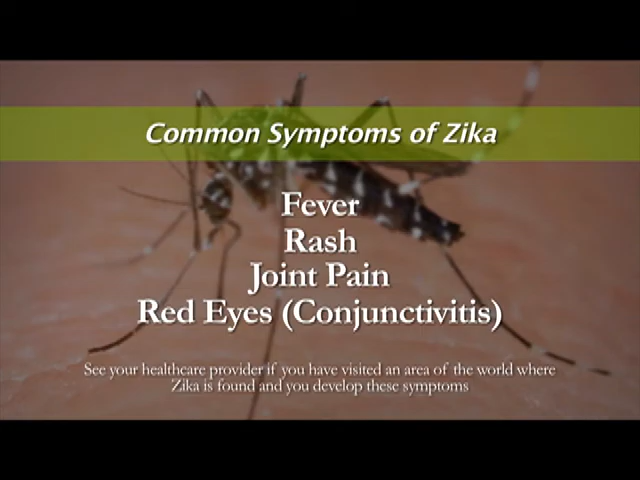 Common Symptoms of Zika
Fever
Rash
Joint Pain
Red Eyes (Conjunctivitis)
See your healthcare provider if you have visited an area of the world where
Zika is found and you develop these symptoms